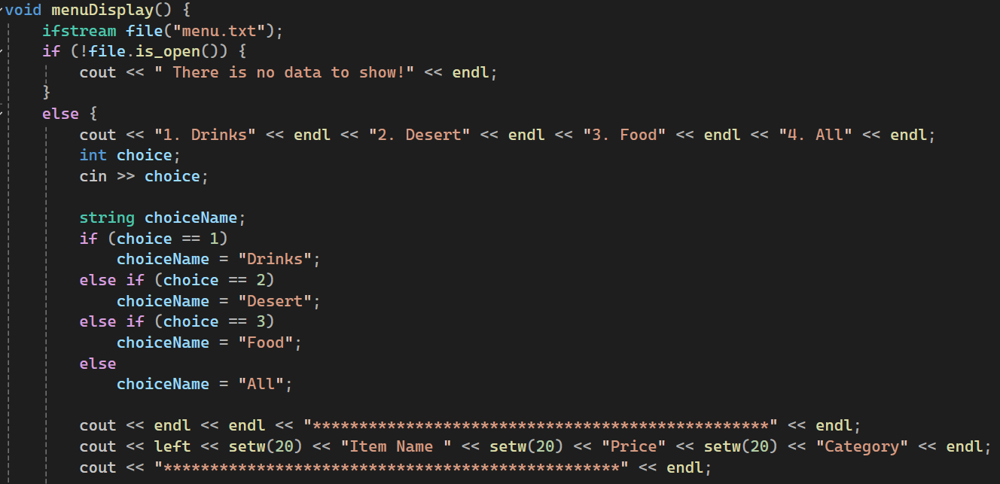 void menuDisplay() {
    ifstream file("menu.txt");
    if (!file.is_open()) {
        cout << " There is no data to show!" << endl;
    }
    else {
        cout << "1. Drinks" << endl << "2. Desert" << endl << "3. Food" << endl << "4. All" << endl;
        int choice;
        cin >> choice;

        string choiceName;
        if (choice == 1)
            choiceName = "Drinks";
        else if (choice == 2)
            choiceName = "Desert";
        else if (choice == 3)
            choiceName = "Food";
        else
            choiceName = "All";

        cout << endl << endl << "*************************************************" << endl;
        cout << left << setw(20) << "Item Name " << setw(20) << "Price" << setw(20) << "Category" << endl;
        cout << "*************************************************" << endl;